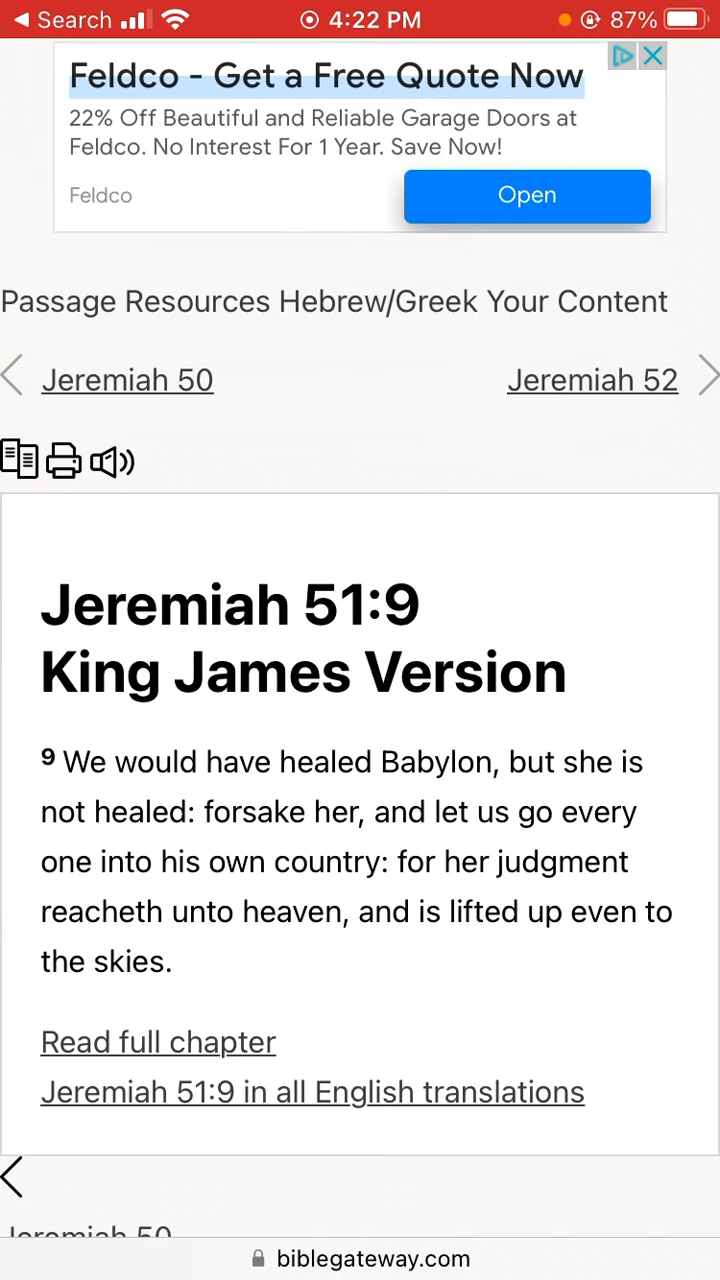 Search 4:22 PM 87%
Feldco - Get a Free Quote Now
22% Off Beautiful and Reliable Garage Doors at
Feldco. No Interest For 1 Year. Save Now!
Feldco Open
Passage Resources Hebrew/Greek Your Content
Jeremiah 50 Jeremiah 52
Jeremiah 51:9
King James Version
9 We would have healed Babylon, but she is
not healed: forsake her, and let us go every
one into his own country: for her judgment
reacheth unto heaven, and is lifted up even to
the skies.
Read full chapter
Jeremiah 51:9 in all English translations
Jeremiah 50
biblegateway.com